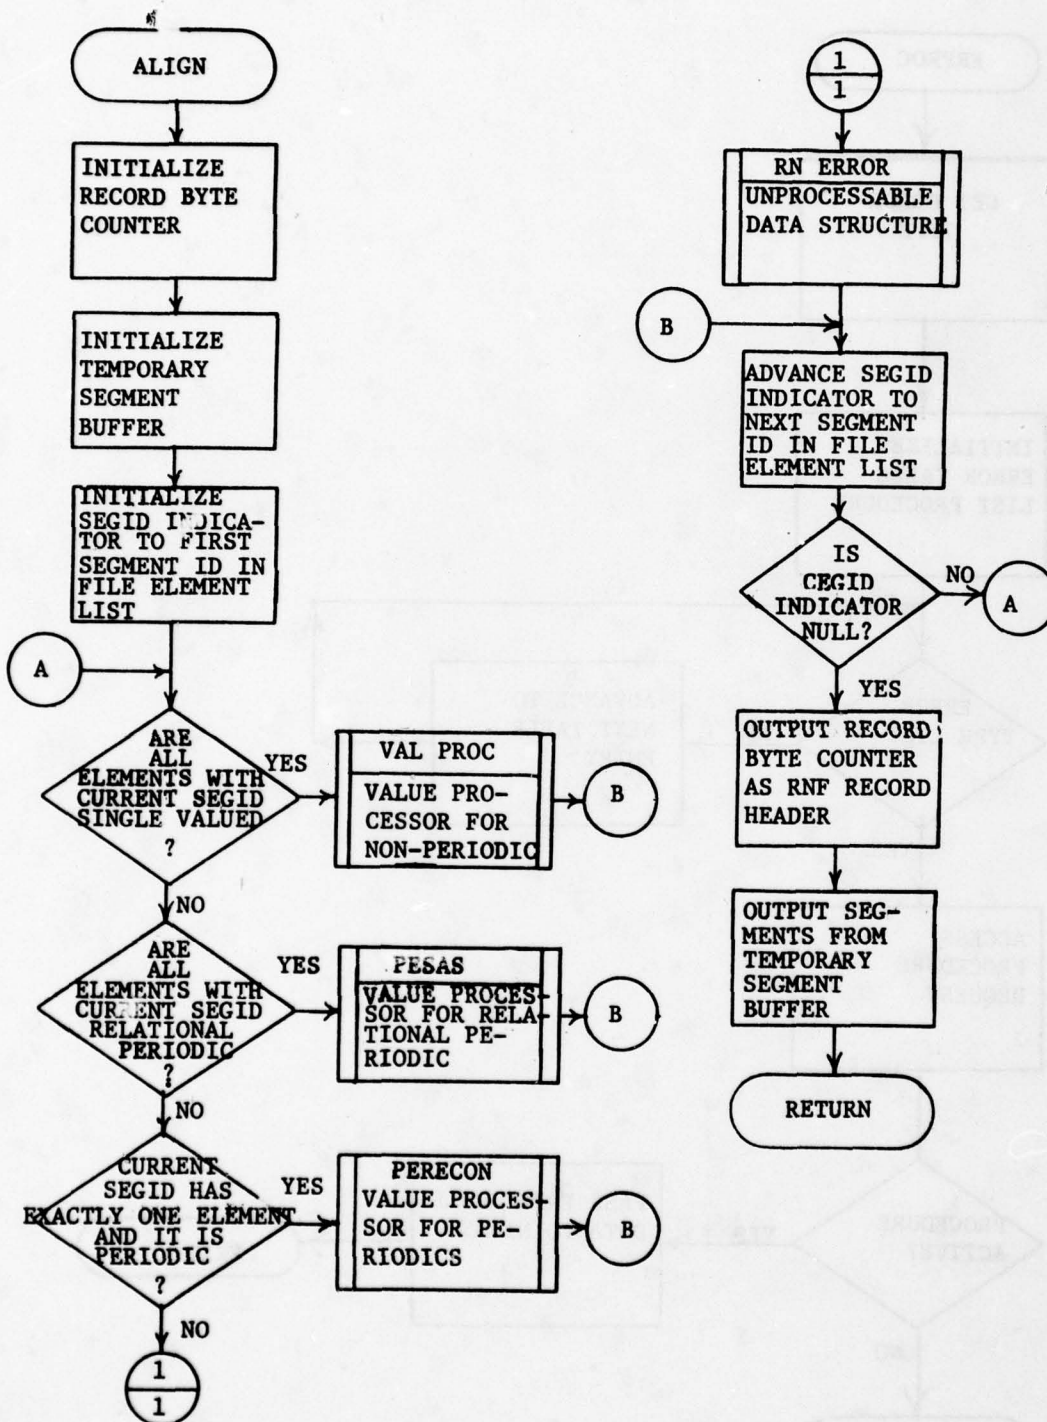 ALIGN
INITIALIZE
RECORD BYTE
COUNTER
INITIALIZE
TEMPORARY
SEGMENT
BUFFER
INITIALIZE
SEGID INDICA-
TOR TO FIRST
SEGMENT ID IN
FILE ELEMENT
LIST
A
ARE
ALL
ELEMENTS WITH
CURRENT SEGID
SINGLE VALUED
?
YES
VAL PROC
VALUE PRO-
CESSOR FOR
NON-PERIODIC
B
NO
ARE
ALL
ELEMENTS WITH
CURRENT SEGID
RELATIONAL
PERIODIC
?
YES
PESAS
VALUE PROCES-
SOR FOR RELA-
TIONAL PE-
RIODIC
B
NO
CURRENT
SEGID HAS
EXACTLY ONE ELEMENT
AND IT IS
PERIODIC
?
YES
PERECON
VALUE PROCES-
SOR FOR PE-
RIODICS
B
NO
1
1
1
1
RN ERROR
UNPROCESSABLE
DATA STRUCTURE
B
ADVANCE SEGID
INDICATOR TO
NEXT SEGMENT
ID IN FILE
ELEMENT LIST
IS
CEGID
INDICATOR
NULL?
NO
A
YES
OUTPUT RECORD
BYTE COUNTER
AS RNF RECORD
HEADER
OUTPUT SEG-
MENTS FROM
TEMPORARY
SEGMENT
BUFFER
RETURN